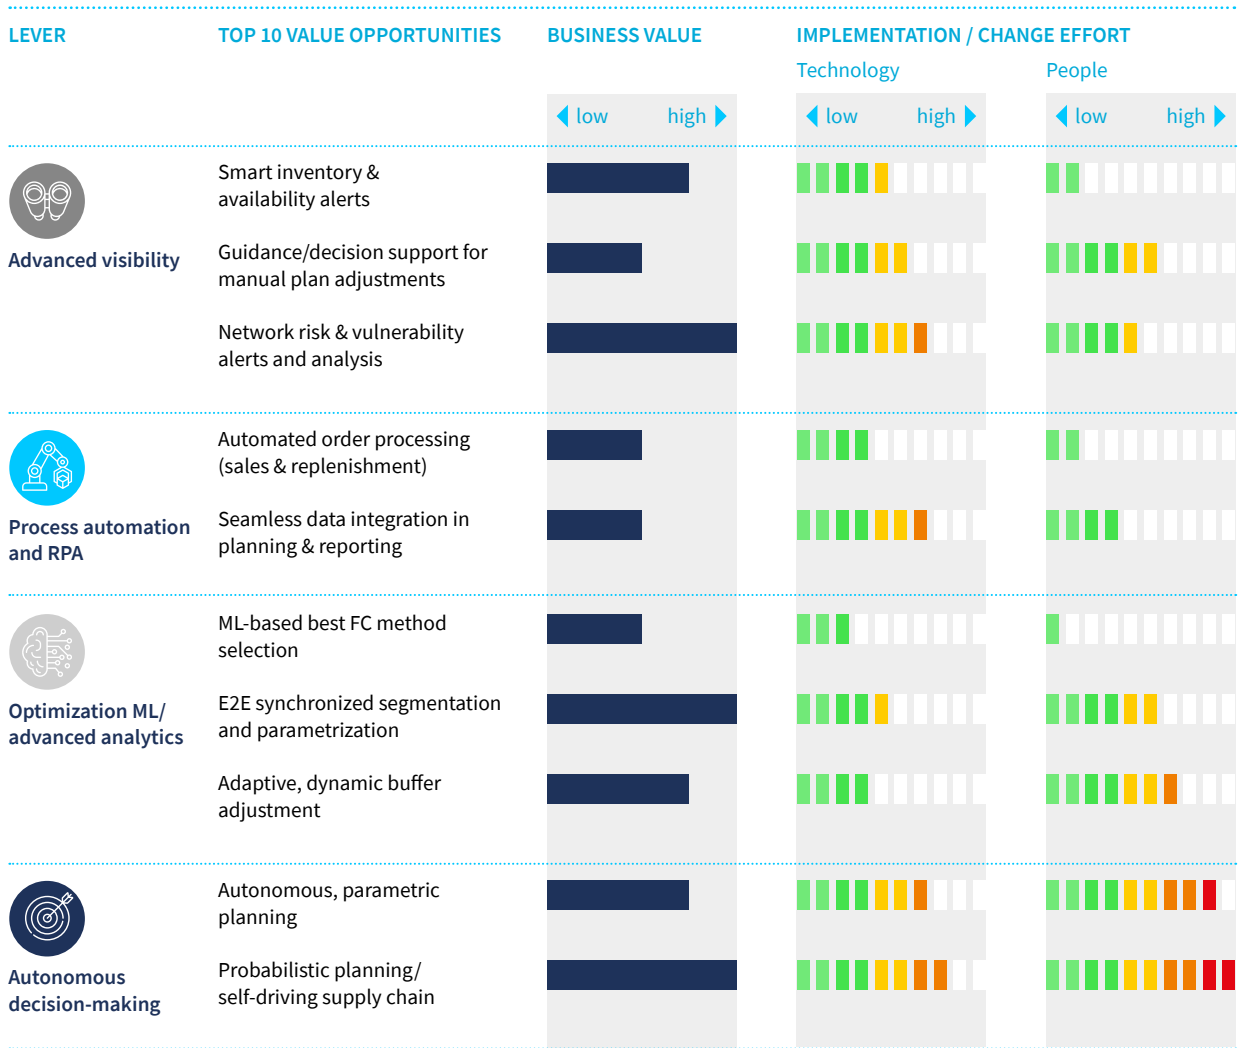 LEVER
TOP 10 VALUE OPPORTUNITIES
BUSINESS VALUE
IMPLEMENTATION / CHANGE EFFORT
Technology
People
low
high
low
high
low
high
Advanced visibility
Smart inventory &
availability alerts
Guidance/decision support for
manual plan adjustments
Network risk & vulnerability
alerts and analysis
Process automation
and RPA
Automated order processing
(sales & replenishment)
Seamless data integration in
planning & reporting
Optimization ML/
advanced analytics
ML-based best FC method
selection
E2E synchronized segmentation
and parametrization
Adaptive, dynamic buffer
adjustment
Autonomous
decision-making
Autonomous, parametric
planning
Probabilistic planning/
self-driving supply chain